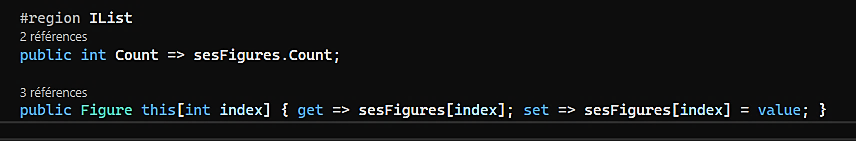 #region IList
2 références
public int Count => sesFigures.Count;
3 références
public Figure this[int index] { get => sesFigures[index]; set => sesFigures[index] = value; }